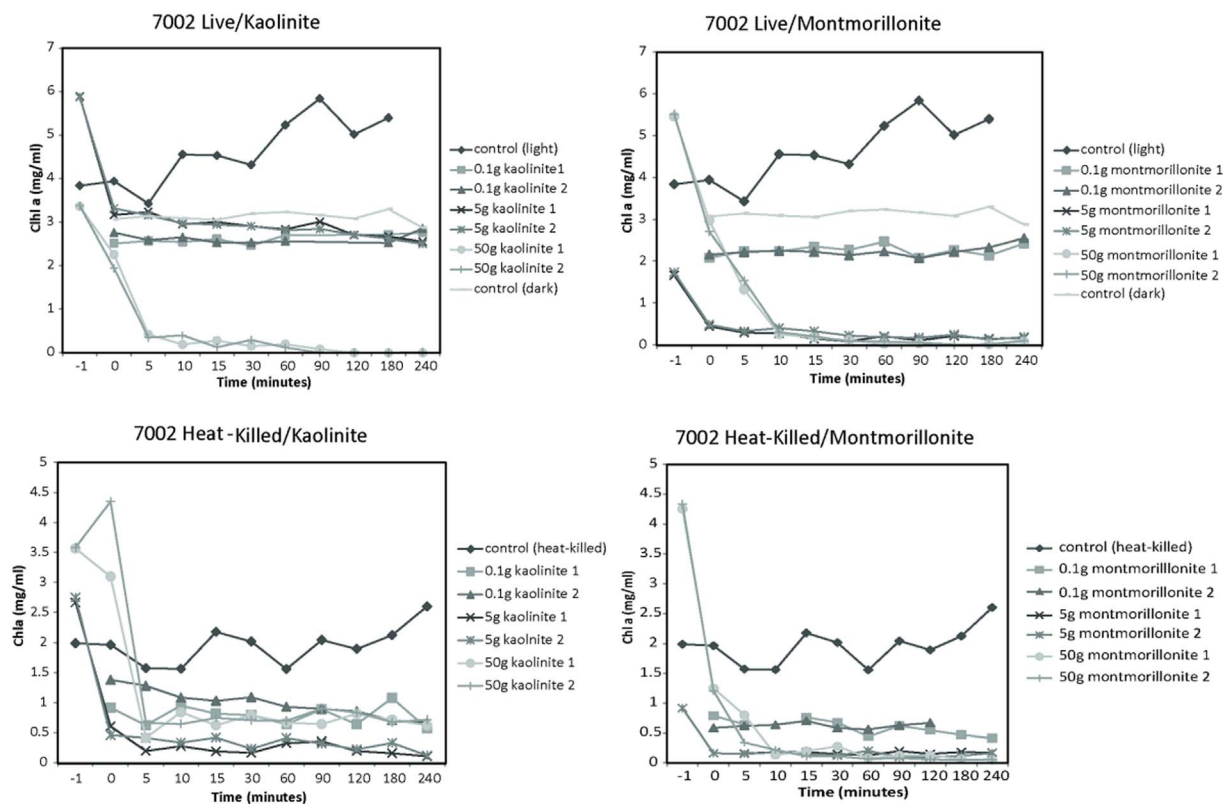 7002 Live/Kaolinite
Clhl a (mg/ml)
7
6
5
4
3
2
1
0
-1 0 5 10 15 30 60 90 120 180 240
Time (minutes)
control (light)
0.1g kaolinite1
0.1g kaolinite 2
5g kaolinite 1
5g kaolinite 2
50g kaolinite 1
50g kaolinite 2
control (dark)
7002 Live/Montmorillonite
Chl a (mg/ml)
7
6
5
4
3
2
1
0
-1 0 5 10 15 30 60 90 120 180 240
Time (minutes)
control (light)
0.1g montmorillonite 1
0.1g montmorillonite 2
5g montmorillonite 1
5g montmorillonite 2
50g montmorillonite 1
50g montmorillonite 2
control (dark)
7002 Heat-Killed/Kaolinite
Chla (mg/ml)
5
4.5
4
3.5
3
2.5
2
1.5
1
0.5
0
-1 0 5 10 15 30 60 90 120 180 240
Time (minutes)
control (heat-killed)
0.1g kaolinite 1
0.1g kaolinite 2
5g kaolinite 1
5g kaolnite 2
50g kaolinite 1
50g kaolinite 2
7002 Heat-Killed/Montmorillonite
Chl a (mg/ml)
5
4.5
4
3.5
3
2.5
2
1.5
1
0.5
0
-1 0 5 10 15 30 60 90 120 180 240
Time (minutes)
control (heat-killed)
0.1g montmorilllonite 1
0.1g montmorillonite 2
5g montmorillonite 1
5g montmorillonite 2
50g montmorillonite 1
50g montmorillonite 2